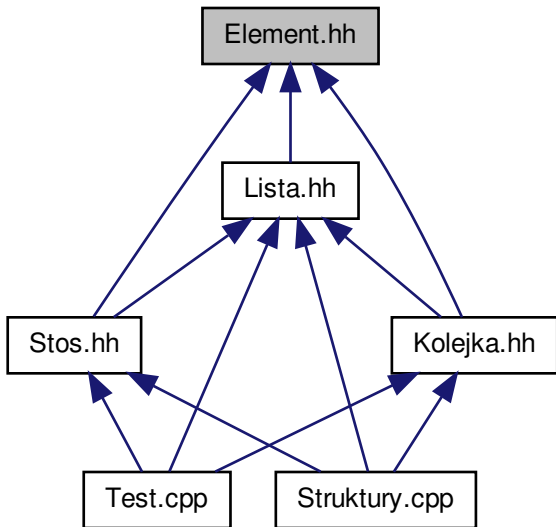 Element.hh
Lista.hh
Stos.hh
Kolejka.hh
Test.cpp
Struktury.cpp